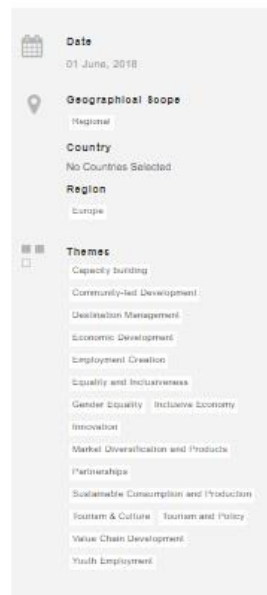 Date
01 June, 2018
Geographical Scope
Regional
Country
No Countries Selected
Region
Europe
Themes
Capacity building
Community-led Development
Destination Management
Economic Development
Employment Creation
Equality and Inclusiveness
Gender Equality Inclusive Economy
Innovation
Market Diversification and Products
Partnerships
Sustainable Consumption and Production
Tourism & Culture Tourism and Policy
Value Chain Development
Youth Employment